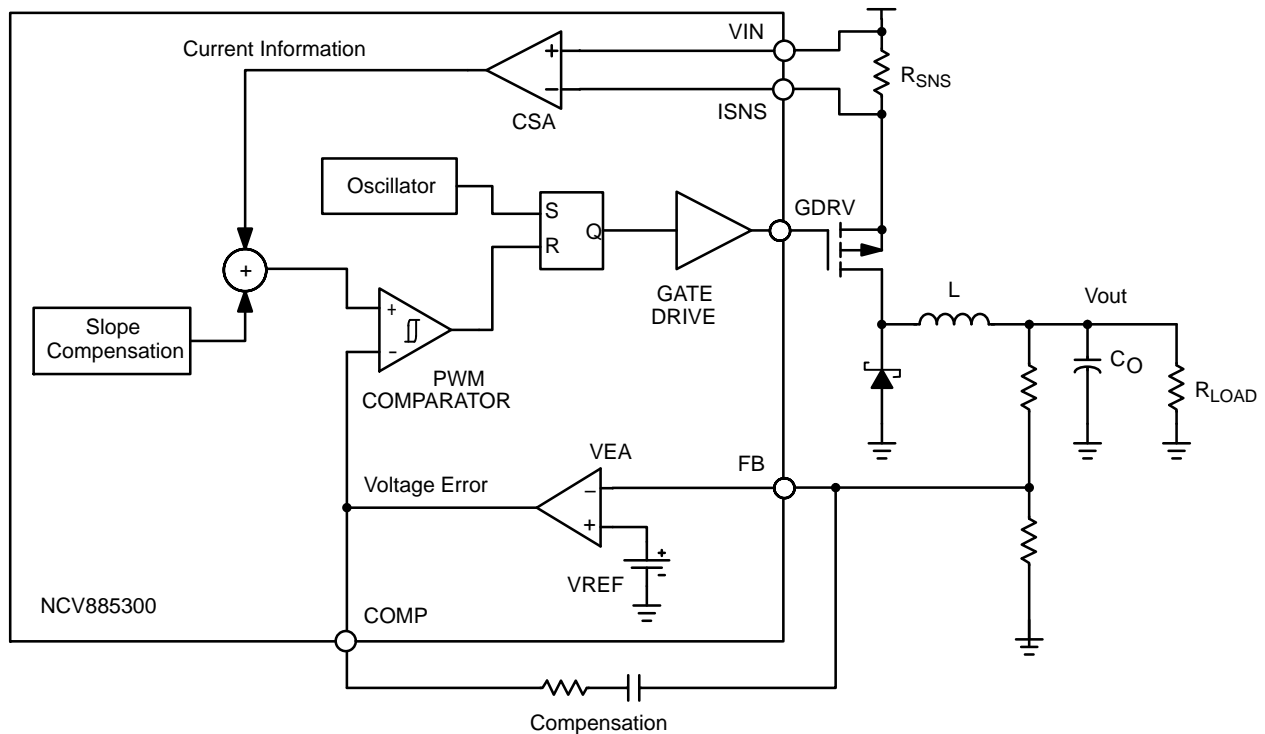 VIN
Current Information
+
RSNS
−
ISNS
CSA
Oscillator
S
GDRV
Q
R
+
GATE
DRIVE
L
Vout
+
Slope
Compensation
−
CO
PWM
COMPARATOR
RLOAD
VEA
FB
Voltage Error
−
+
+
VREF
-
NCV885300
COMP
Compensation